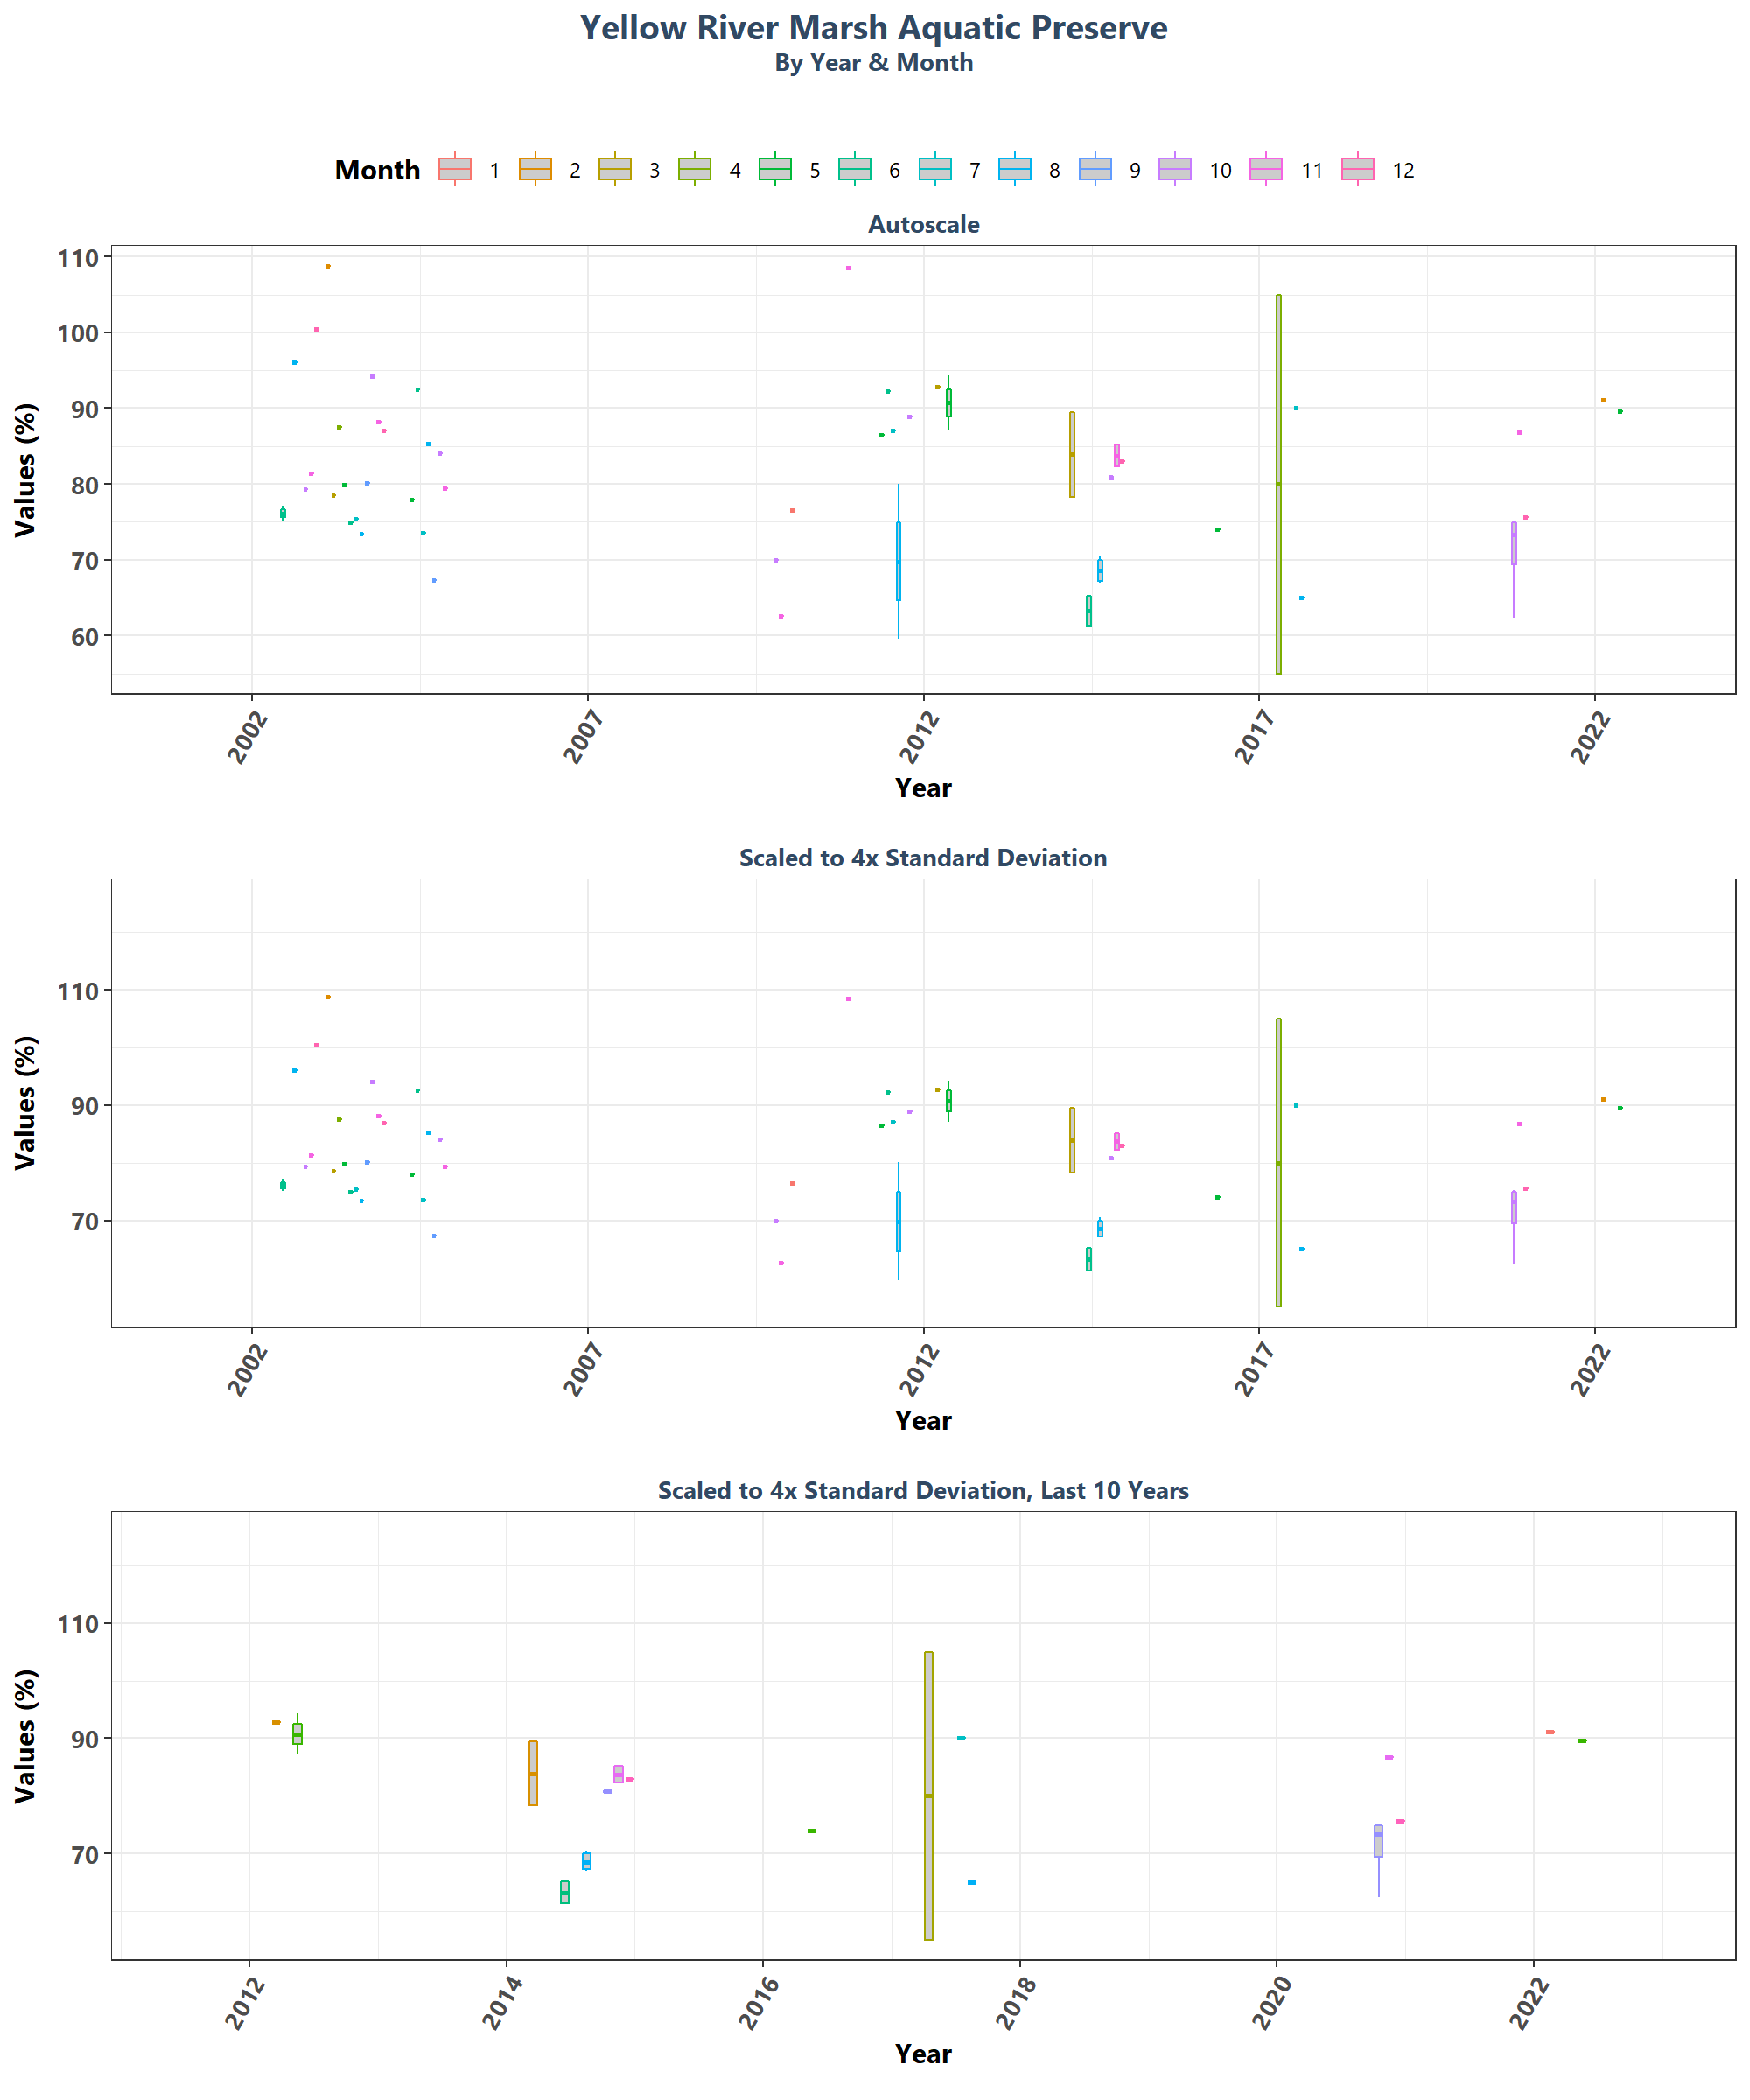 Yellow River Marsh Aquatic Preserve
By Year & Month
Month 1 2 3 4 5 6 7 8 9 10 11 12
Autoscale
110
100
90
80
70
60
Values (%)
2002 2007 2012 2017 2022
Year
Scaled to 4x Standard Deviation
110
90
70
Values (%)
2002 2007 2012 2017 2022
Year
Scaled to 4x Standard Deviation, Last 10 Years
110
90
70
Values (%)
2012 2014 2016 2018 2020 2022
Year